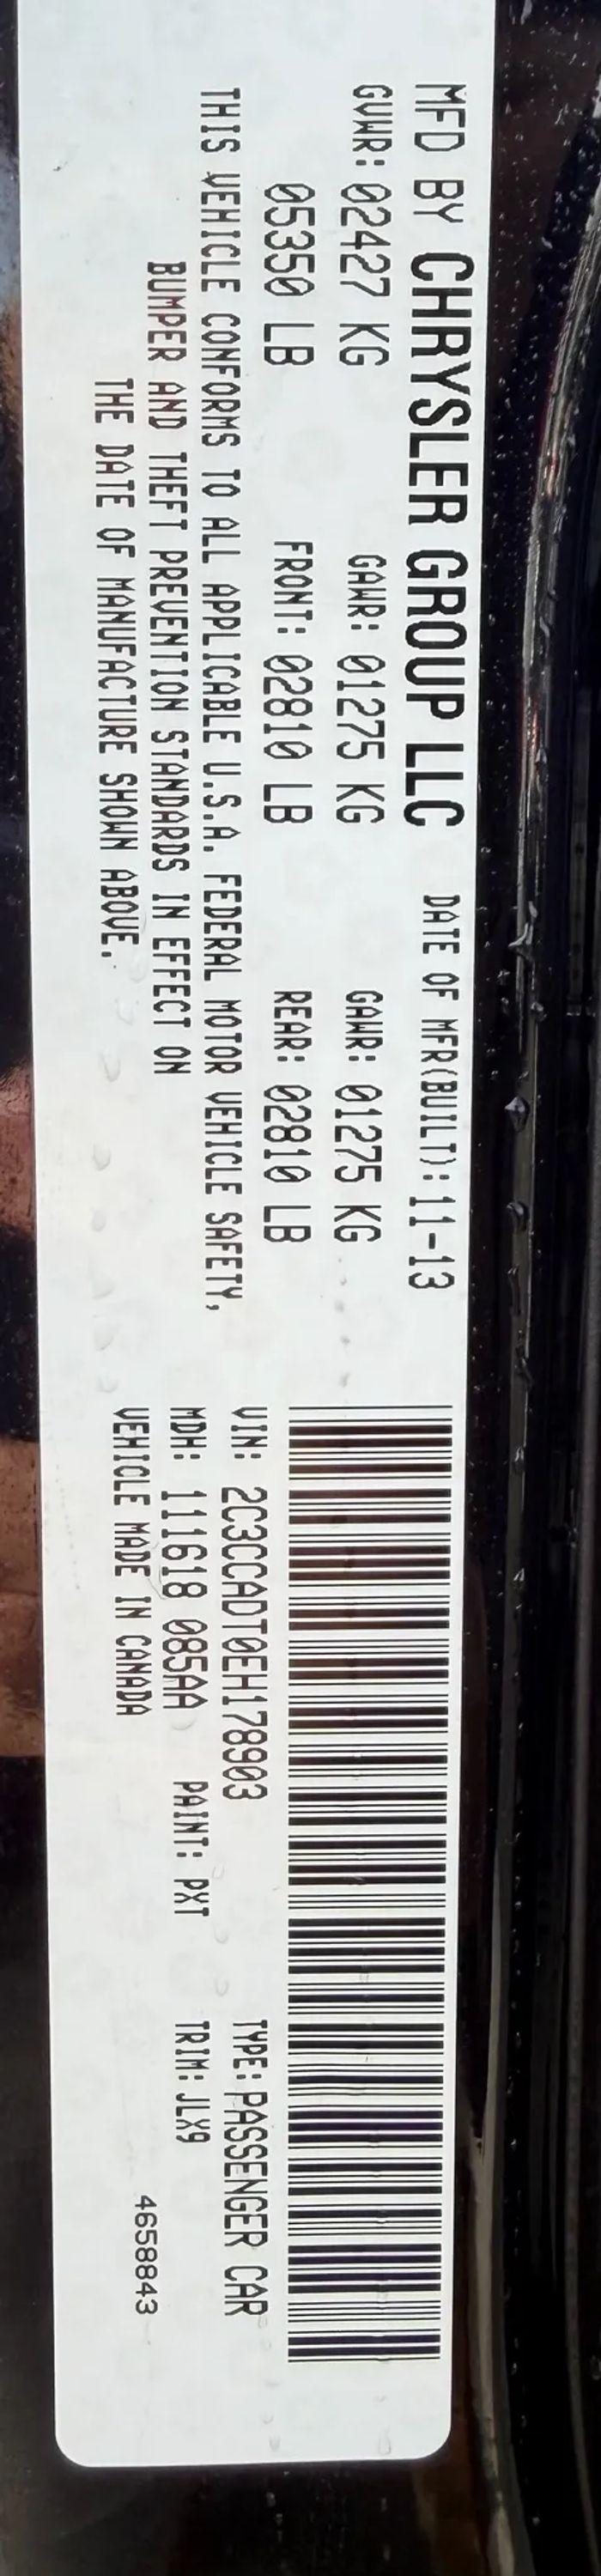 MFD BY CHRYSLER GROUP LLC DATE OF MFR(BUILT): 11-13
GVWR: 02427 KG GAWR: 01275 KG GAWR: 01275 KG
05350 LB FRONT: 02810 LB REAR: 02810 LB
THIS VEHICLE CONFORMS TO ALL APPLICABLE U.S.A. FEDERAL MOTOR VEHICLE SAFETY,
BUMPER AND THEFT PREVENTION STANDARDS IN EFFECT ON
THE DATE OF MANUFACTURE SHOWN ABOVE.
VIN: 2C3CCADT0EH178903 TYPE: PASSENGER CAR
MDH: 111618 085AA PAINT: PXT TRIM: JLX9
VEHICLE MADE IN CANADA
4658843